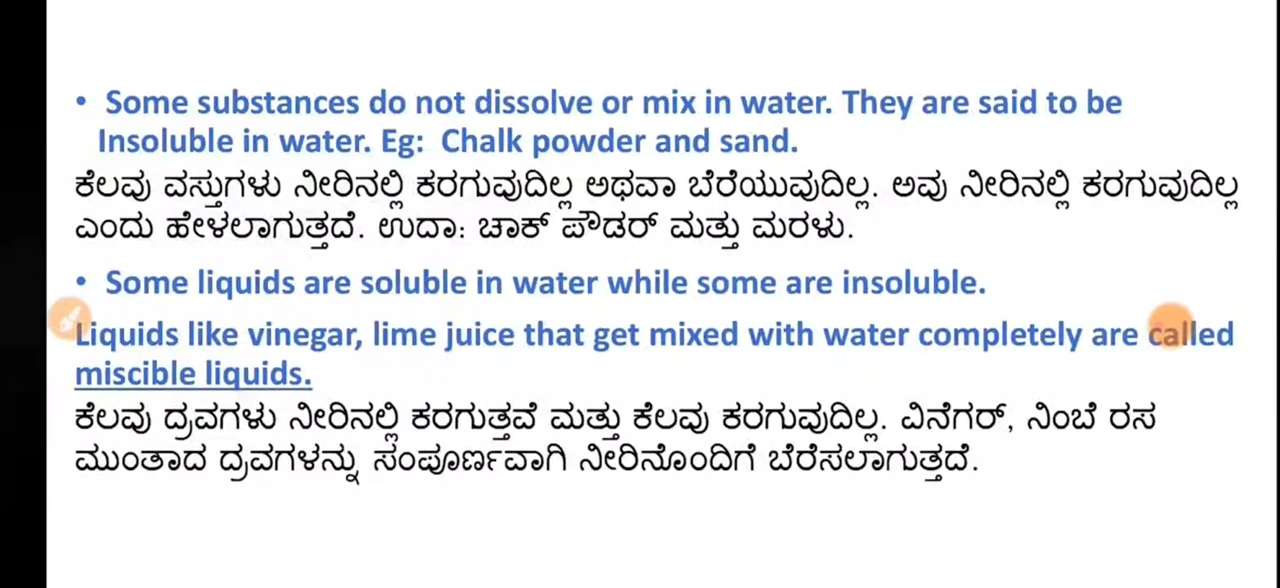 • Some substances do not dissolve or mix in water. They are said to be
Insoluble in water. Eg: Chalk powder and sand.
ಕೆಲವು ವಸ್ತುಗಳು ನೀರಿನಲ್ಲಿ ಕರಗುವುದಿಲ್ಲ ಅಥವಾ ಬೆರೆಯುವುದಿಲ್ಲ. ಅವು ನೀರಿನಲ್ಲಿ ಕರಗುವುದಿಲ್ಲ
ಎಂದು ಹೇಳಲಾಗುತ್ತದೆ. ಉದಾ: ಚಾಕ್ ಪೌಡರ್ ಮತ್ತು ಮರಳು.
• Some liquids are soluble in water while some are insoluble.
Liquids like vinegar, lime juice that get mixed with water completely are called
miscible liquids.
ಕೆಲವು ದ್ರವಗಳು ನೀರಿನಲ್ಲಿ ಕರಗುತ್ತವೆ ಮತ್ತು ಕೆಲವು ಕರಗುವುದಿಲ್ಲ. ವಿನೆಗರ್, ನಿಂಬೆ ರಸ
ಮುಂತಾದ ದ್ರವಗಳನ್ನು ಸಂಪೂರ್ಣವಾಗಿ ನೀರಿನೊಂದಿಗೆ ಬೆರೆಸಲಾಗುತ್ತದೆ.